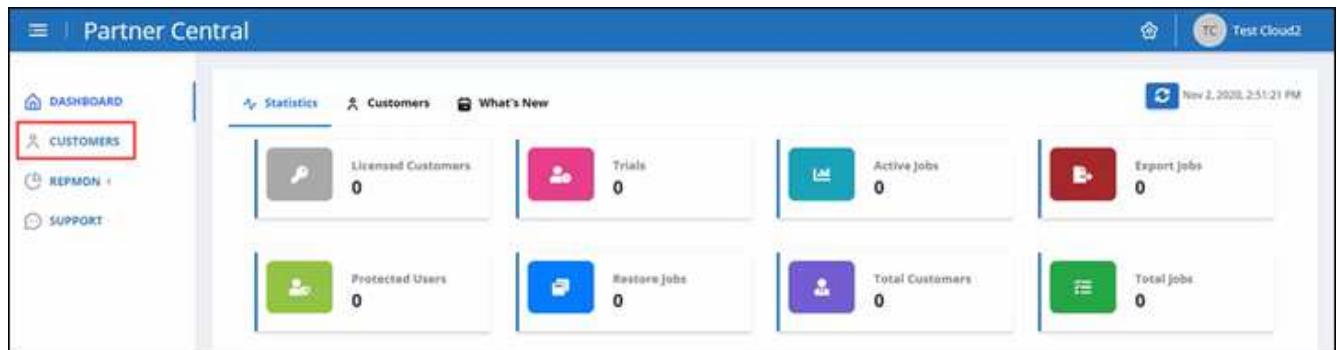 Partner Central
TC Test Cloud2
DASHBOARD
CUSTOMERS
REPMON
SUPPORT
Statistics Customers What's New
Nov 2, 2020, 2:51:21 PM
Licensed Customers
0
Trials
0
Active Jobs
0
Export Jobs
0
Protected Users
0
Restore Jobs
0
Total Customers
0
Total Jobs
0